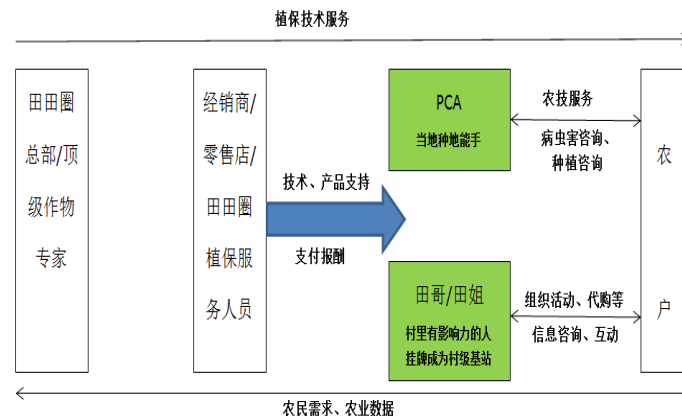 植保技术服务
田田圈
总部/顶
级作物
专家
经销商/
零售店/
田田圈
植保服
务人员
技术、产品支持
支付报酬
PCA
当地种地能手
农技服务
病虫害咨询、
种植咨询
田哥/田姐
村里有影响力的人
挂牌成为村级基站
组织活动、代购等
信息咨询、互动
农
户
农民需求、农业数据